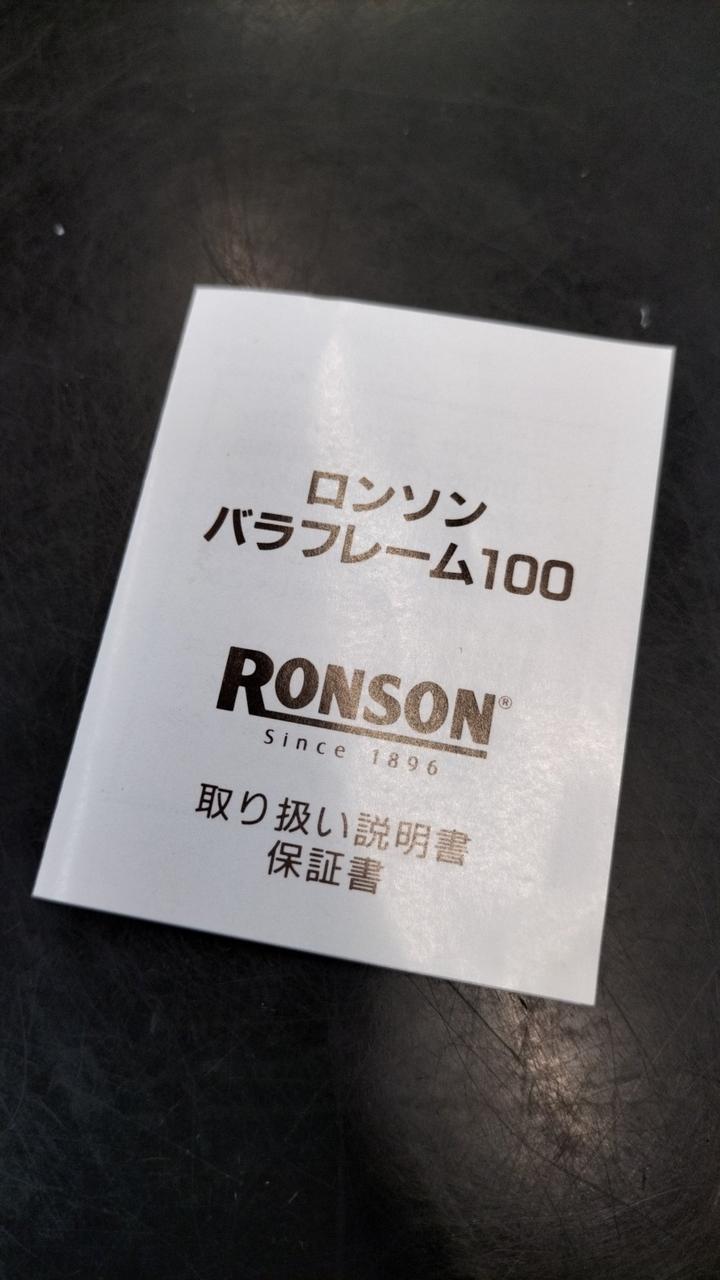 ロンソン
バラフレーム100
RONSON®
Since 1896
取り扱い説明書
保証書